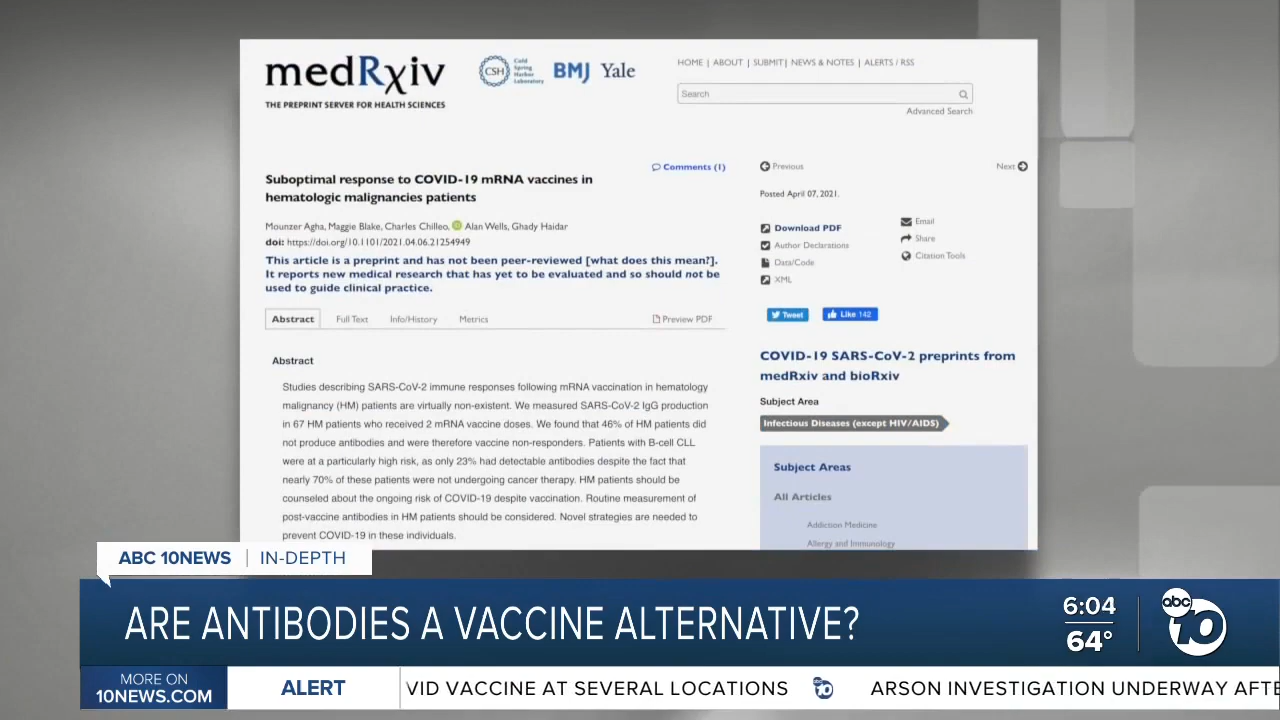 medRxiv
THE PREPRINT SERVER FOR HEALTH SCIENCES
CSH
Cold
Spring
Harbor
Laboratory
BMJ
Yale
HOME | ABOUT | SUBMIT | NEWS & NOTES | ALERTS / RSS
Search
Advanced Search
Comments (1)
Suboptimal response to COVID-19 mRNA vaccines in
hematologic malignancies patients
Mounzer Agha, Maggie Blake, Charles Chilleo, Alan Wells, Ghady Haidar
doi: https://doi.org/10.1101/2021.04.06.21254949
This article is a preprint and has not been peer-reviewed [what does this mean?].
It reports new medical research that has yet to be evaluated and so should not be
used to guide clinical practice.
Abstract Full Text Info/History Metrics Preview PDF
Abstract
Studies describing SARS-CoV-2 immune responses following mRNA vaccination in hematology
malignancy (HM) patients are virtually non-existent. We measured SARS-CoV-2 IgG production
in 67 HM patients who received 2 mRNA vaccine doses. We found that 46% of HM patients did
not produce antibodies and were therefore vaccine non-responders. Patients with B-cell CLL
were at a particularly high risk, as only 23% had detectable antibodies despite the fact that
nearly 70% of these patients were not undergoing cancer therapy. HM patients should be
counseled about the ongoing risk of COVID-19 despite vaccination. Routine measurement of
post-vaccine antibodies in HM patients should be considered. Novel strategies are needed to
prevent COVID-19 in these individuals.
Previous Next
Posted April 07, 2021.
Download PDF
Author Declarations
Data/Code
XML
Email
Share
Citation Tools
Tweet
Like 142
COVID-19 SARS-CoV-2 preprints from
medRxiv and bioRxiv
Subject Area
Infectious Diseases (except HIV/AIDS)
Subject Areas
All Articles
Addiction Medicine
Allergy and Immunology
ABC 10NEWS | IN-DEPTH
ARE ANTIBODIES A VACCINE ALTERNATIVE?
6:04
64°
abc
10
MORE ON
10NEWS.COM
ALERT
VID VACCINE AT SEVERAL LOCATIONS abc 10 ARSON INVESTIGATION UNDERWAY AFTE